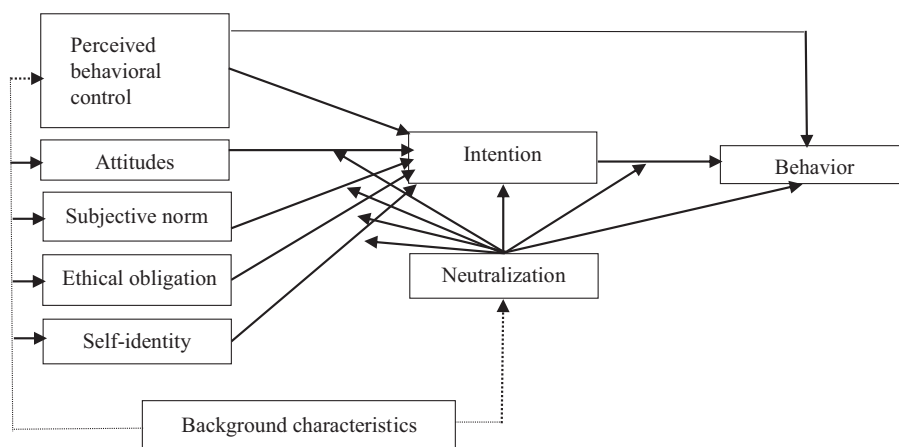 Perceived
behavioral
control
Attitudes
Subjective norm
Ethical obligation
Self-identity
Intention
Behavior
Neutralization
Background characteristics